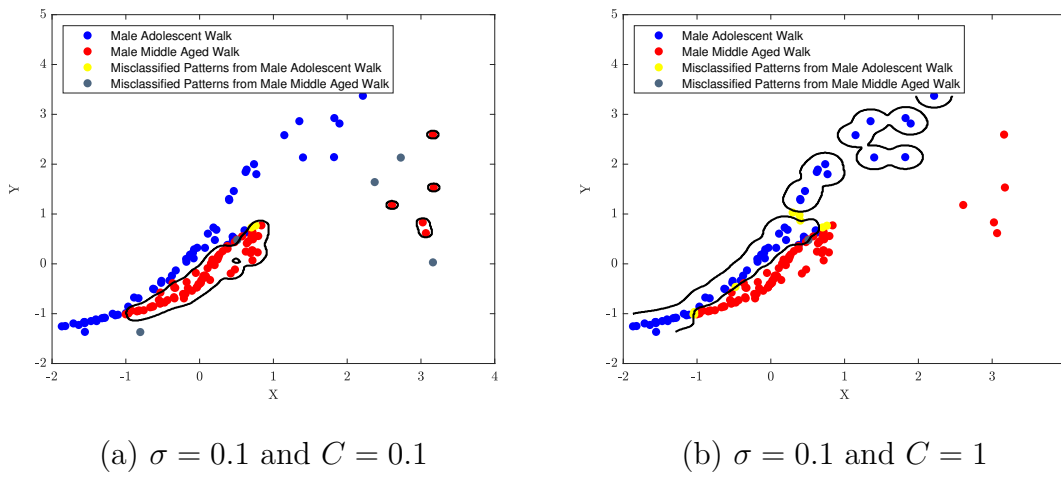 5
4
3
2
1
0
-1
-2
-2
-1
0
1
2
3
4
X
Y
Male Adolescent Walk
Male Middle Aged Walk
Misclassified Patterns from Male Adolescent Walk
Misclassified Patterns from Male Middle Aged Walk
(a) σ = 0.1 and C = 0.1
5
4
3
2
1
0
-1
-2
-2
-1
0
1
2
3
X
Y
Male Adolescent Walk
Male Middle Aged Walk
Misclassified Patterns from Male Adolescent Walk
Misclassified Patterns from Male Middle Aged Walk
(b) σ = 0.1 and C = 1